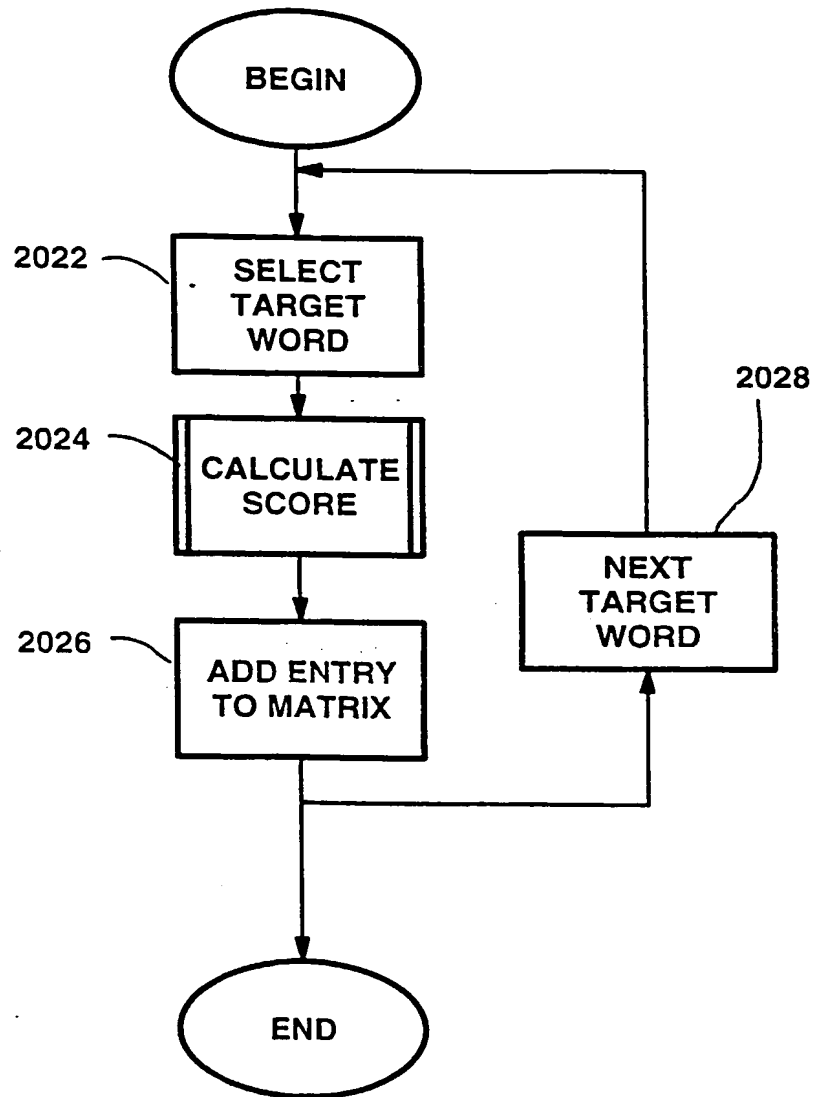 BEGIN
2022
SELECT
TARGET
WORD
2028
2024
CALCULATE
SCORE
NEXT
TARGET
WORD
2026
ADD ENTRY
TO MATRIX
END